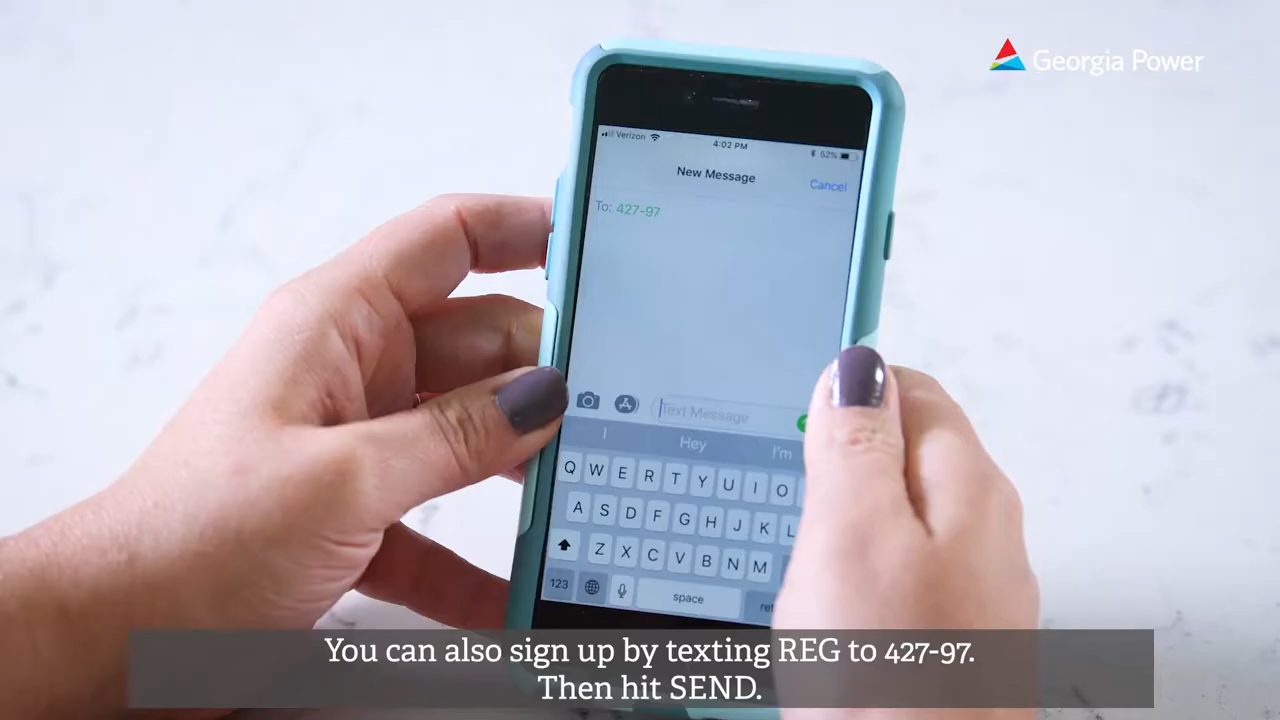 Georgia Power
Verizon
4:02 PM
52%
New Message
Cancel
To: 427-97
Text Message
I
Hey
I'm
Q W E R T Y U I O
A S D F G H J K L
Z X C V B N M
123
space
You can also sign up by texting REG to 427-97.
Then hit SEND.